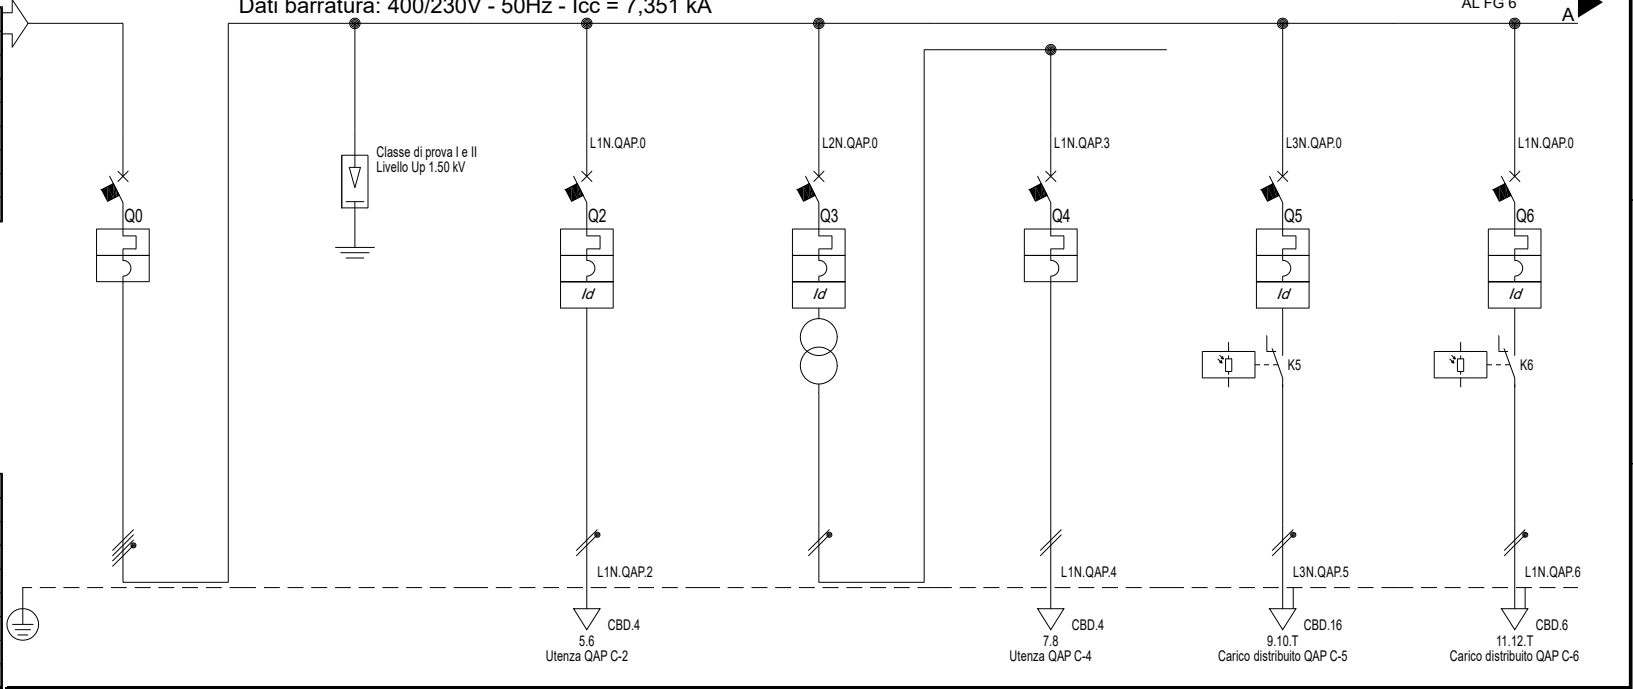 Dati barratura: 400/230V - 50Hz - Icc = 7,351 kA
AL FG 6
A
L1N.QAP.0
L2N.QAP.0
L1N.QAP.3
L3N.QAP.0
L1N.QAP.0
Classe di prova I e II
Livello Up 1.50 kV
Q0
Q2
Q3
Q4
Q5
Q6
Id
Id
Id
Id
K5
K6
L1N.QAP.2
L1N.QAP.4
L3N.QAP.5
L1N.QAP.6
CBD.4
CBD.4
CBD.16
CBD.6
5.6
7.8
9.10.T
11.12.T
Utenza QAP C-2
Utenza QAP C-4
Carico distribuito QAP C-5
Carico distribuito QAP C-6